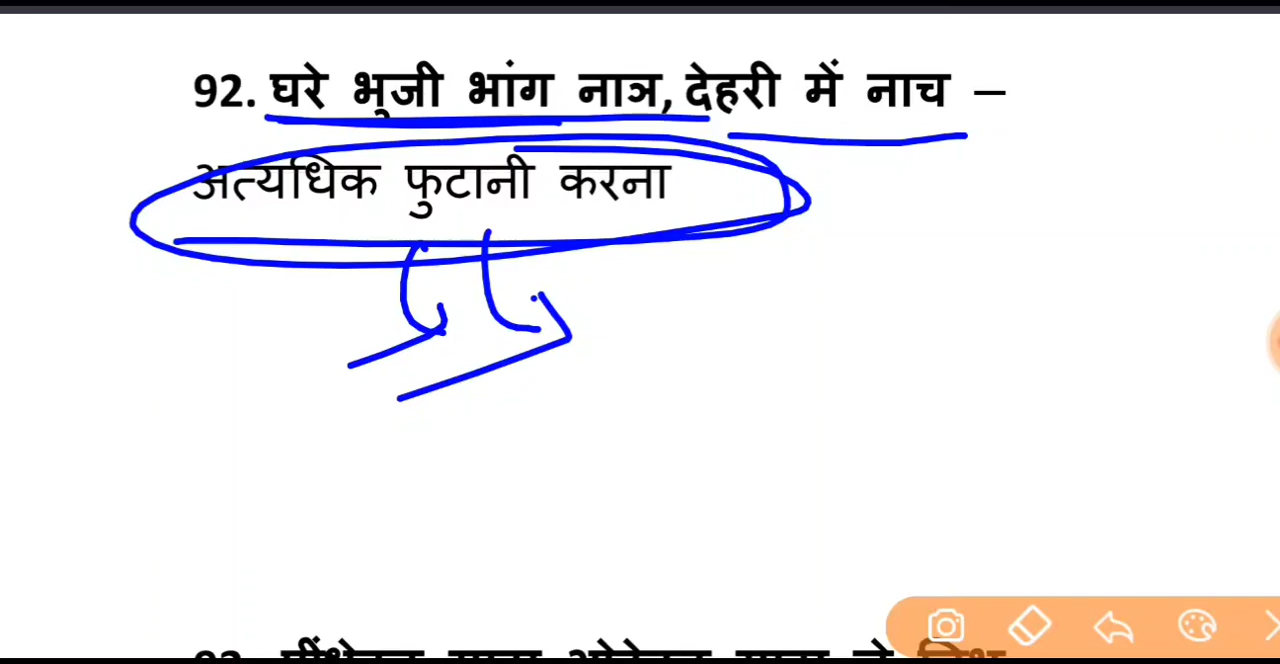 92. घरे भुजी भांग नाञ, देहरी में नाच –
अत्यधिक फुटानी करना